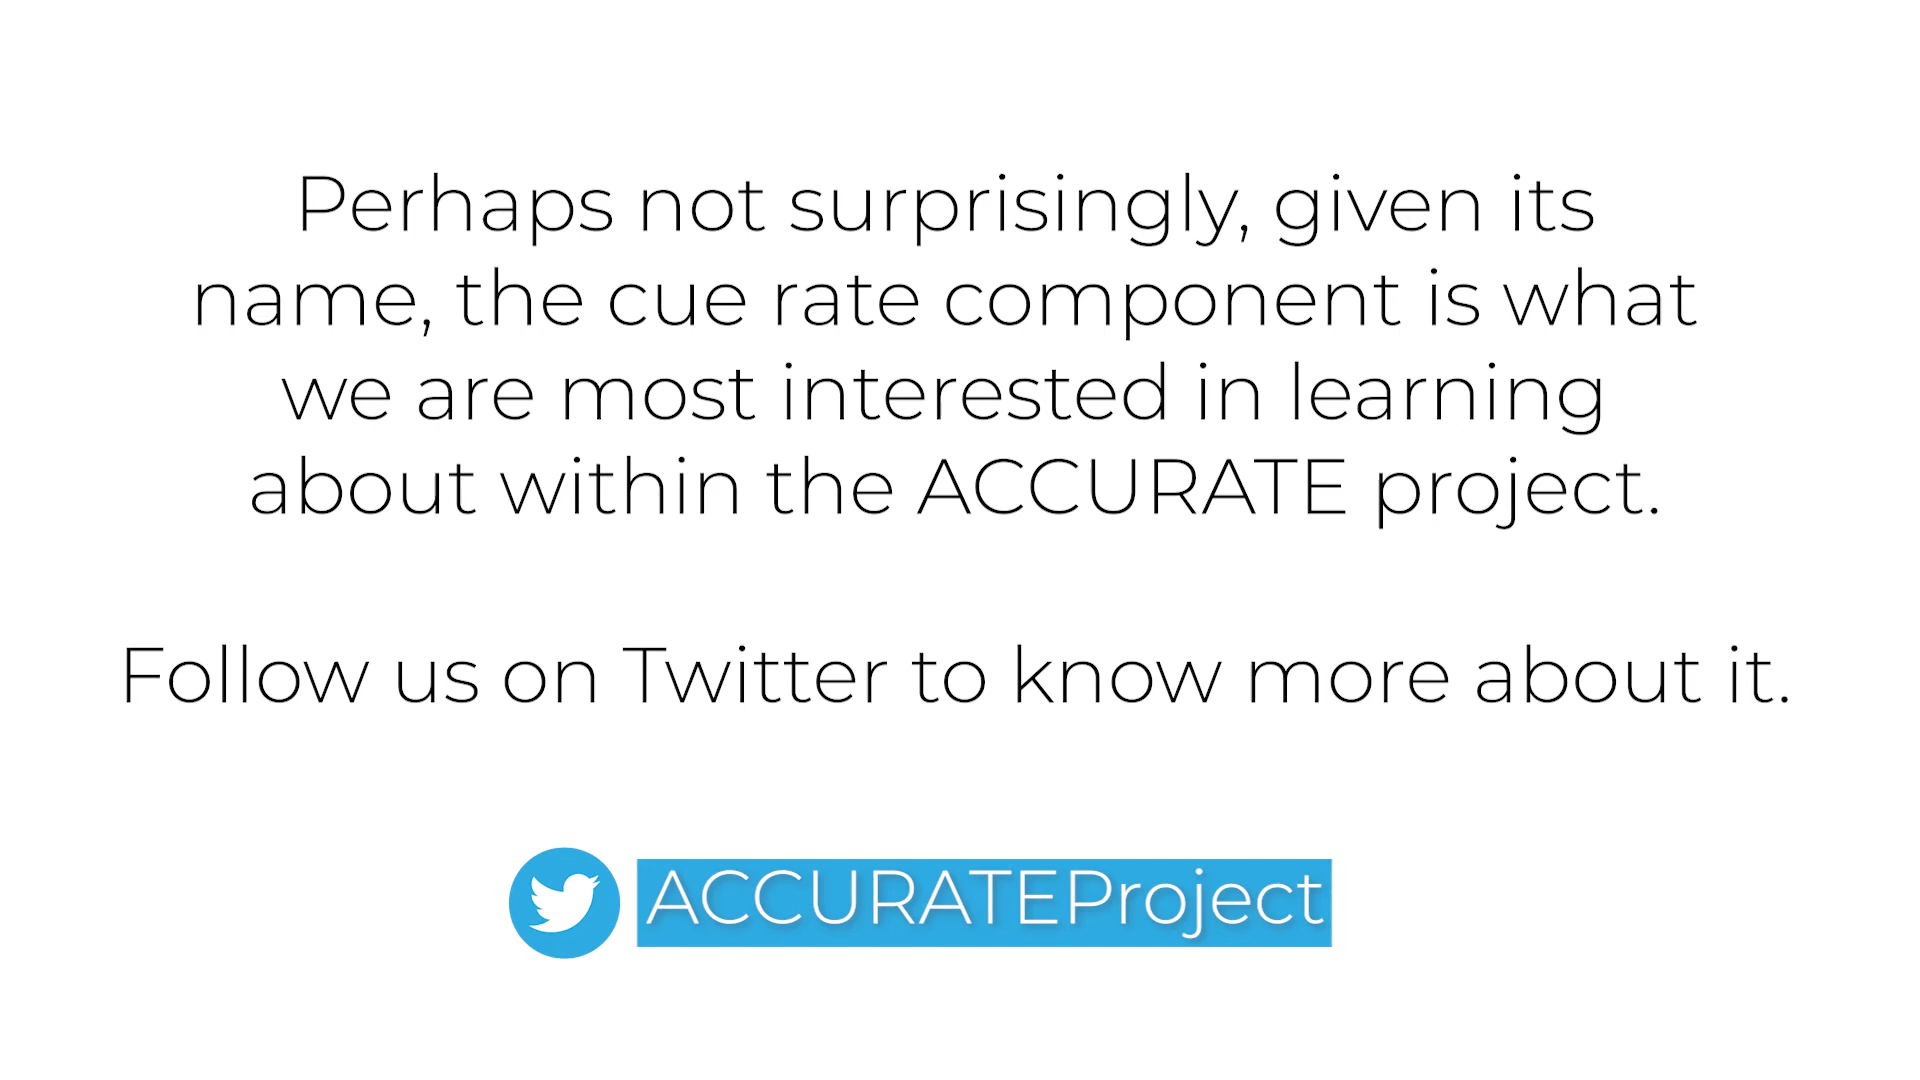 Perhaps not surprisingly, given its
name, the cue rate component is what
we are most interested in learning
about within the ACCURATE project.
Follow us on Twitter to know more about it.
ACCURATEProject